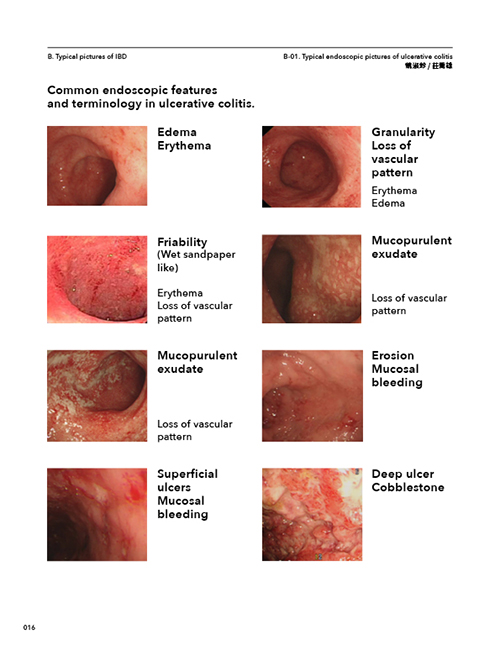 B. Typical pictures of IBD
B-01. Typical endoscopic pictures of ulcerative colitis
Common endoscopic features
and terminology in ulcerative colitis.
Edema
Erythema
Granularity
Loss of
vascular
pattern
Erythema
Edema
Friability
(Wet sandpaper
like)
Erythema
Loss of vascular
pattern
Mucopurulent
exudate
Loss of vascular
pattern
Mucopurulent
exudate
Loss of vascular
pattern
Erosion
Mucosal
bleeding
Superficial
ulcers
Mucosal
bleeding
Deep ulcer
Cobblestone
016